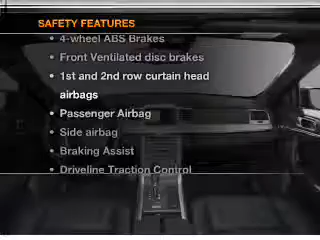 SAFETY FEATURES
• 4-wheel ABS Brakes
• Front Ventilated disc brakes
• 1st and 2nd row curtain head
airbags
• Passenger Airbag
• Side airbag
• Braking Assist
• Driveline Traction Control